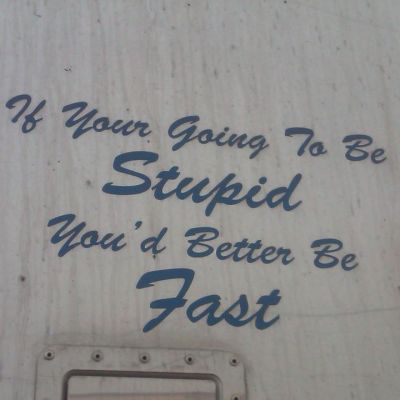 If Your Going To Be
Stupid
You'd Better Be
Fast